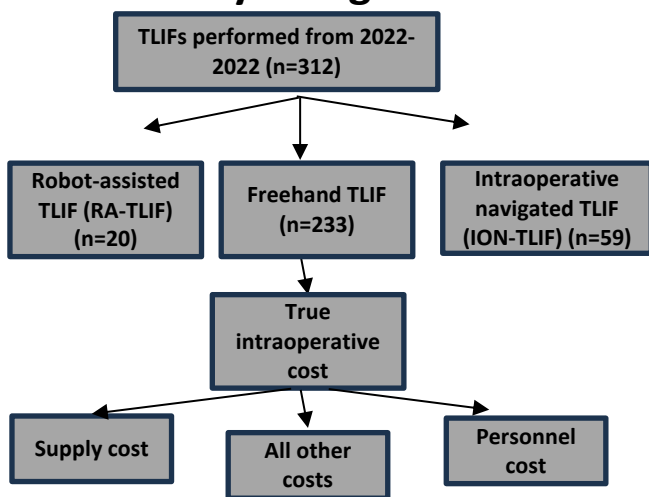 TLIFs performed from 2022-
2022 (n=312)
Robot-assisted
TLIF (RA-TLIF)
(n=20)
Freehand TLIF
(n=233)
Intraoperative
navigated TLIF
(ION-TLIF) (n=59)
True
intraoperative
cost
Supply cost
All other
costs
Personnel
cost